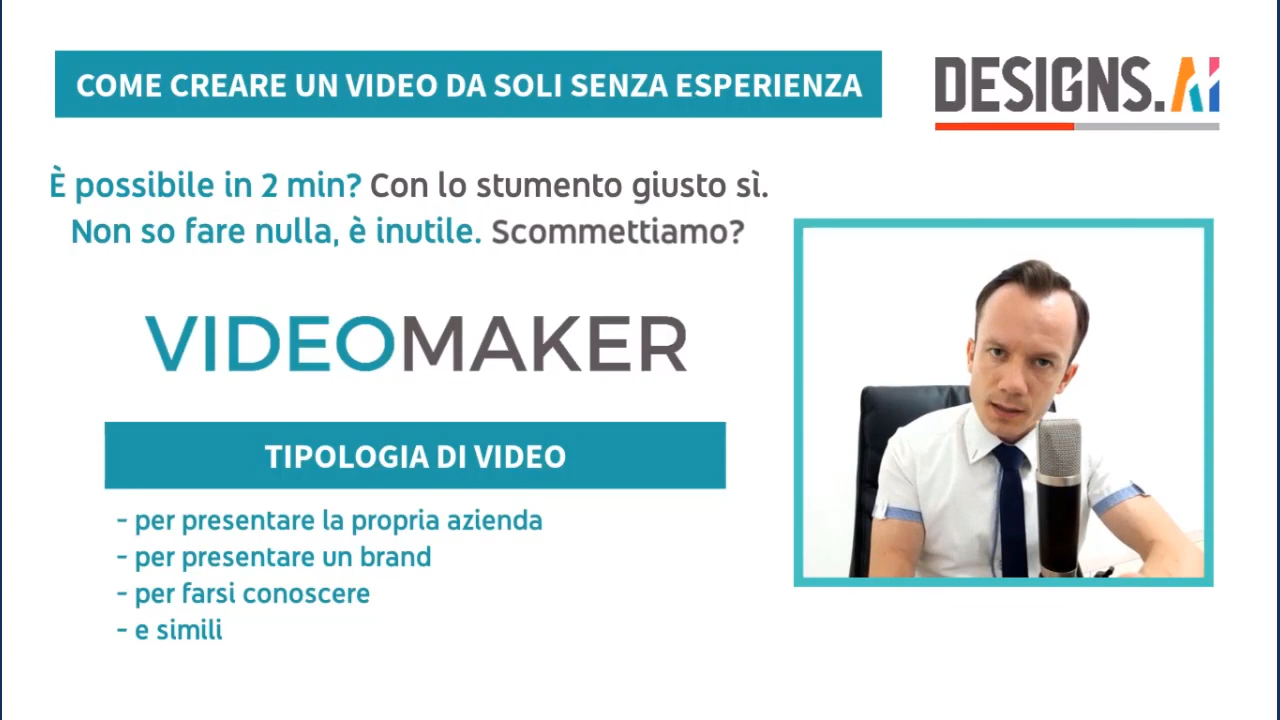 COME CREARE UN VIDEO DA SOLI SENZA ESPERIENZA
DESIGNS.AI
È possibile in 2 min? Con lo stumento giusto sì.
Non so fare nulla, è inutile. Scommettiamo?
VIDEOMAKER
TIPOLOGIA DI VIDEO
- per presentare la propria azienda
- per presentare un brand
- per farsi conoscere
- e simili